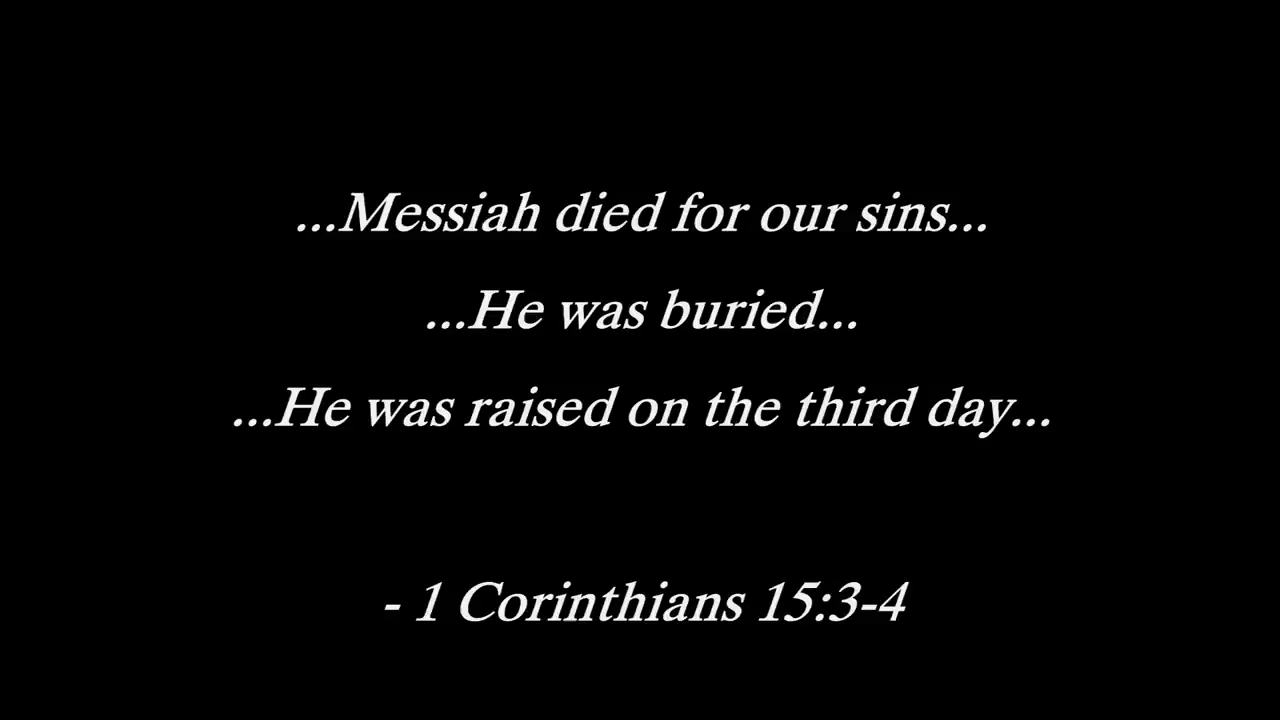 ...Messiah died for our sins...
...He was buried...
...He was raised on the third day...
- 1 Corinthians 15:3-4